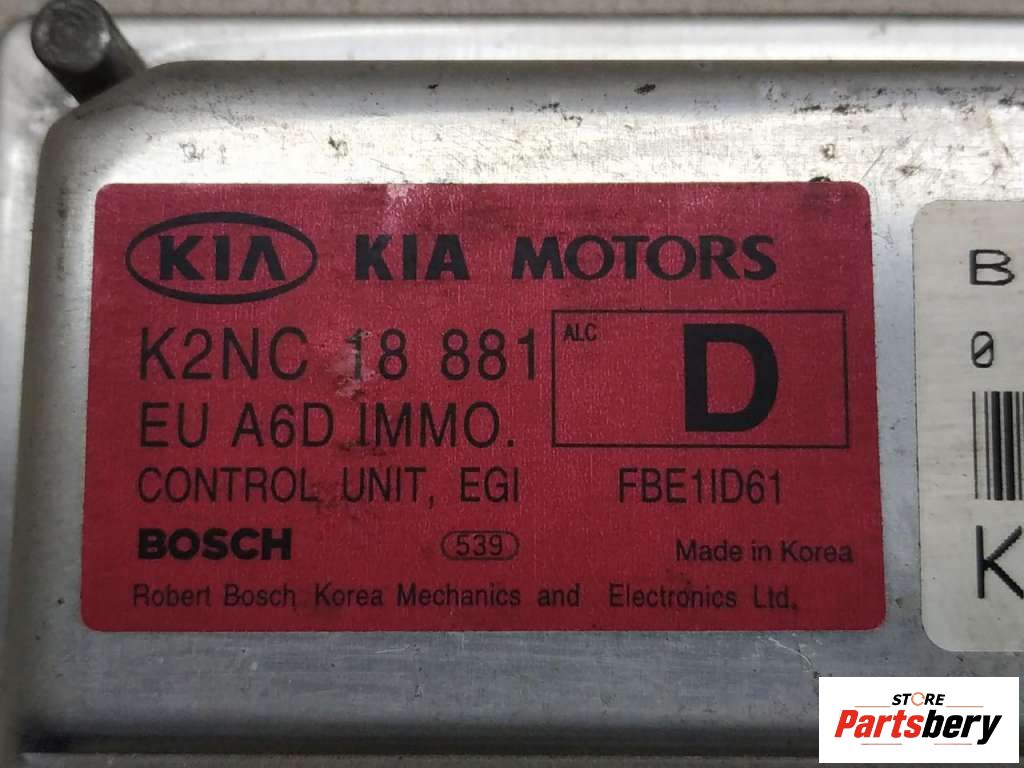 KIA KIA MOTORS
K2NC 18 881
ALC
D
EU A6D IMMO.
CONTROL UNIT, EGI FBE1ID61
BOSCH 539 Made in Korea
Robert Bosch Korea Mechanics and Electronics Ltd.
B
0
K
STORE
Partsbery